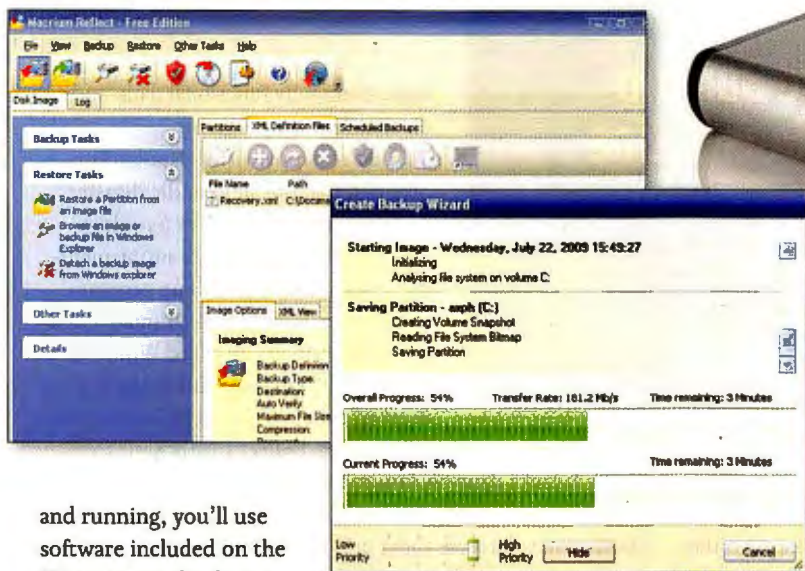 Macrium Reflect - Free Edition
File View Backup Restore Other Tasks Help
Disk Image Log
Backup Tasks
Restore Tasks
Restore a Partition from
an image file
Browse an image or
backup file in Windows
Explorer
Detach a backup image
from Windows explorer
Other Tasks
Details
Partitions XML Definition Files Scheduled Backups
File Name Path
Recovery.xml C:\Docume
Image Options XML View
Imaging Summary
Backup Definition
Backup Type:
Destination:
Auto Verify:
Maximum File Size
Compression:
Create Backup Wizard
Starting Image - Wednesday, July 22, 2009 15:49:27
Initializing
Analysing file system on volume C:
Saving Partition - axph (C:)
Creating Volume Snapshot
Reading File System Bitmap
Saving Partition
Overall Progress: 54% Transfer Rate: 181.2 Mb/s Time remaining: 3 Minutes
Current Progress: 54% Time remaining: 3 Minutes
Low
Priority
High
Priority
Hide
Cancel
and running, you'll use
software included on the